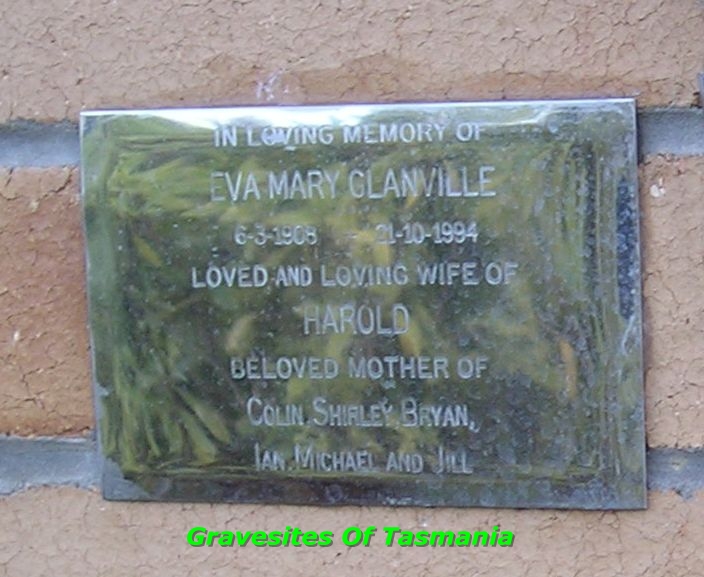 IN LOVING MEMORY OF
EVA MARY GLANVILLE
6-3-1908 - 21-10-1994
LOVED AND LOVING WIFE OF
HAROLD
BELOVED MOTHER OF
COLIN, SHIRLEY, BRYAN,
IAN, MICHAEL AND JILL
Gravesites Of Tasmania